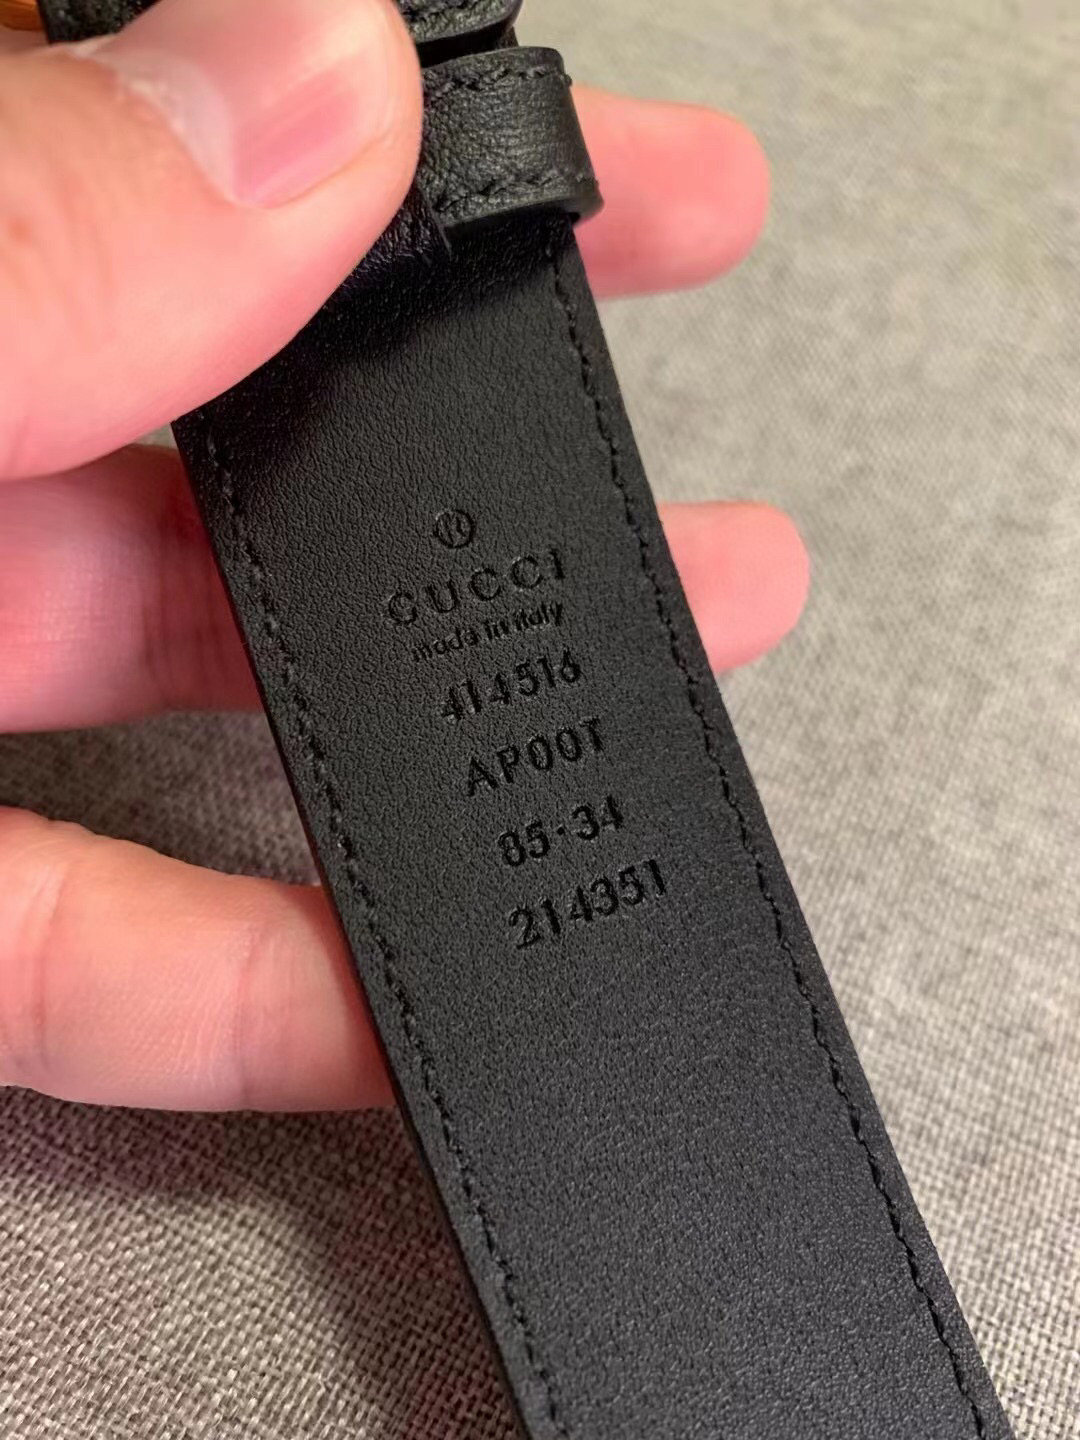 ®
GUCCI
made in italy
414516
AP00T
85·34
214351